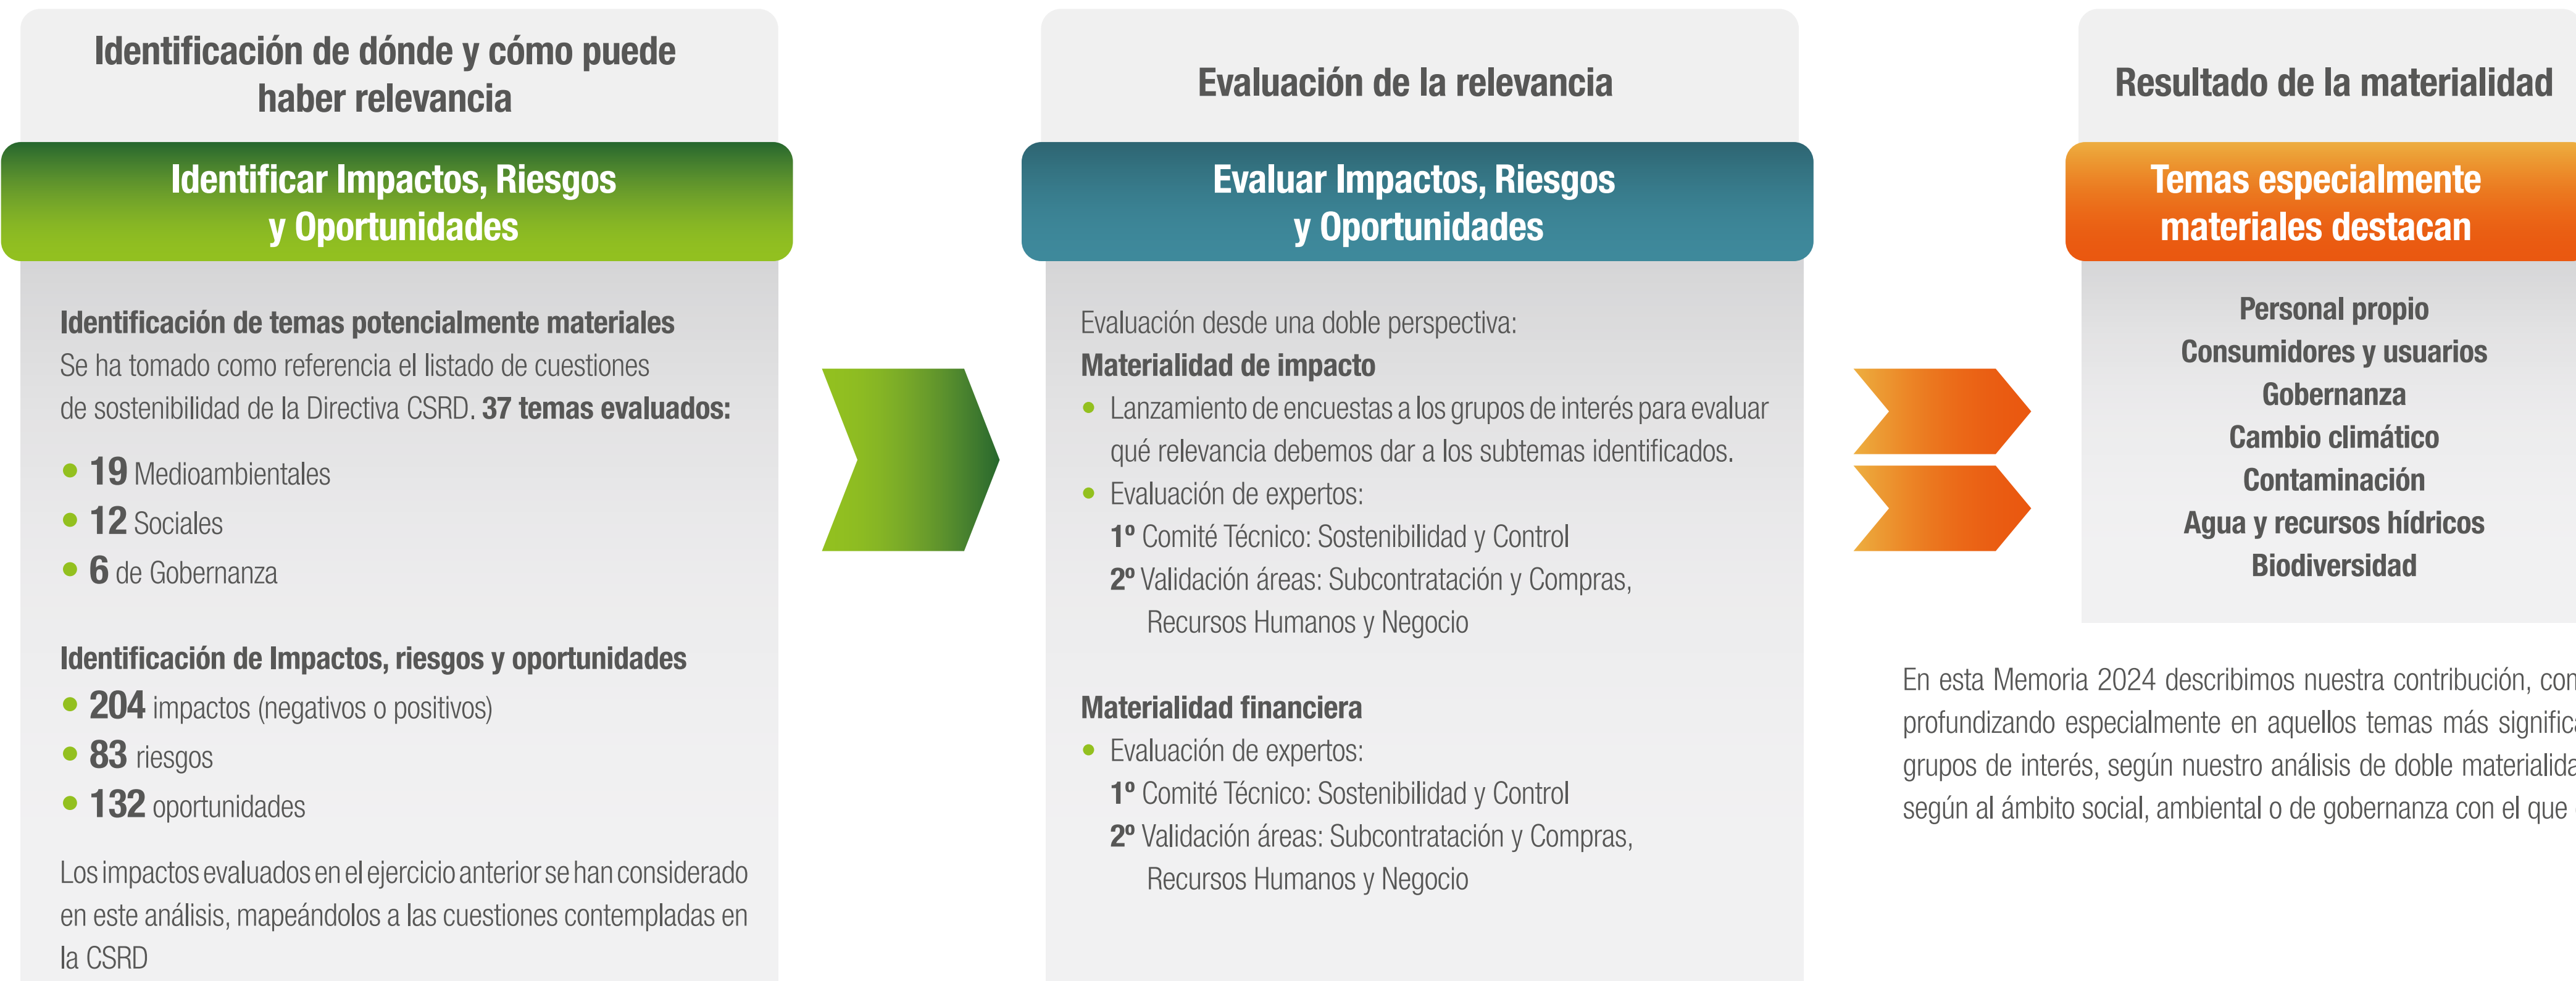 Identificación de dónde y cómo puede
haber relevancia
Identificar Impactos, Riesgos
y Oportunidades
Identificación de temas potencialmente materiales
Se ha tomado como referencia el listado de cuestiones
de sostenibilidad de la Directiva CSRD. 37 temas evaluados:
• 19 Medioambientales
• 12 Sociales
• 6 de Gobernanza
Identificación de Impactos, riesgos y oportunidades
• 204 impactos (negativos o positivos)
• 83 riesgos
• 132 oportunidades
Los impactos evaluados en el ejercicio anterior se han considerado
en este análisis, mapeándolos a las cuestiones contempladas en
la CSRD
Evaluación de la relevancia
Evaluar Impactos, Riesgos
y Oportunidades
Evaluación desde una doble perspectiva:
Materialidad de impacto
• Lanzamiento de encuestas a los grupos de interés para evaluar
qué relevancia debemos dar a los subtemas identificados.
• Evaluación de expertos:
1º Comité Técnico: Sostenibilidad y Control
2º Validación áreas: Subcontratación y Compras,
Recursos Humanos y Negocio
Materialidad financiera
• Evaluación de expertos:
1º Comité Técnico: Sostenibilidad y Control
2º Validación áreas: Subcontratación y Compras,
Recursos Humanos y Negocio
Resultado de la materialidad
Temas especialmente
materiales destacan
Personal propio
Consumidores y usuarios
Gobernanza
Cambio climático
Contaminación
Agua y recursos hídricos
Biodiversidad
En esta Memoria 2024 describimos nuestra contribución,
profundizando especialmente en aquellos temas más
grupos de interés, según nuestro análisis de doble
según al ámbito social, ambiental o de gobernanza con el que